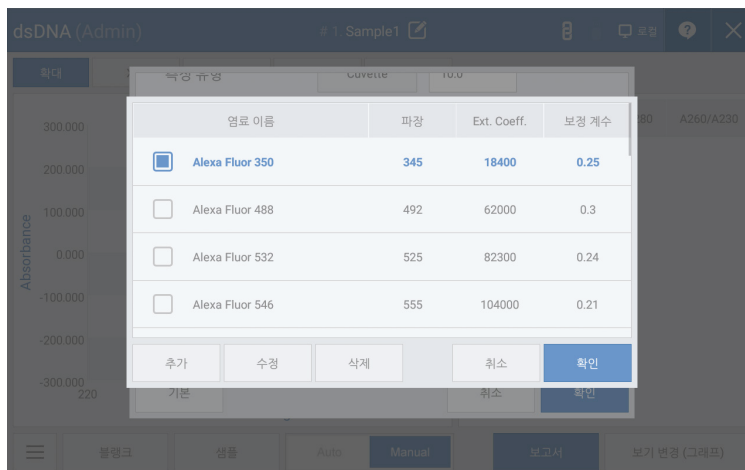 dsDNA (Admin)
# 1 Sample1
로컬
확대
측정 유형
Cuvette
10.0
A260/A230
염료 이름
파장
Ext. Coeff.
보정 계수
Alexa Fluor 350
345
18400
0.25
Alexa Fluor 488
492
62000
0.3
Alexa Fluor 532
525
82300
0.24
Alexa Fluor 546
555
104000
0.21
추가
수정
삭제
취소
확인
기본
취소
확인
Absorbance
300.000
200.000
100.000
0.000
-100.000
-200.000
-300.000
220
블랭크
샘플
Auto
Manual
보고서
보기 변경 (그래프)